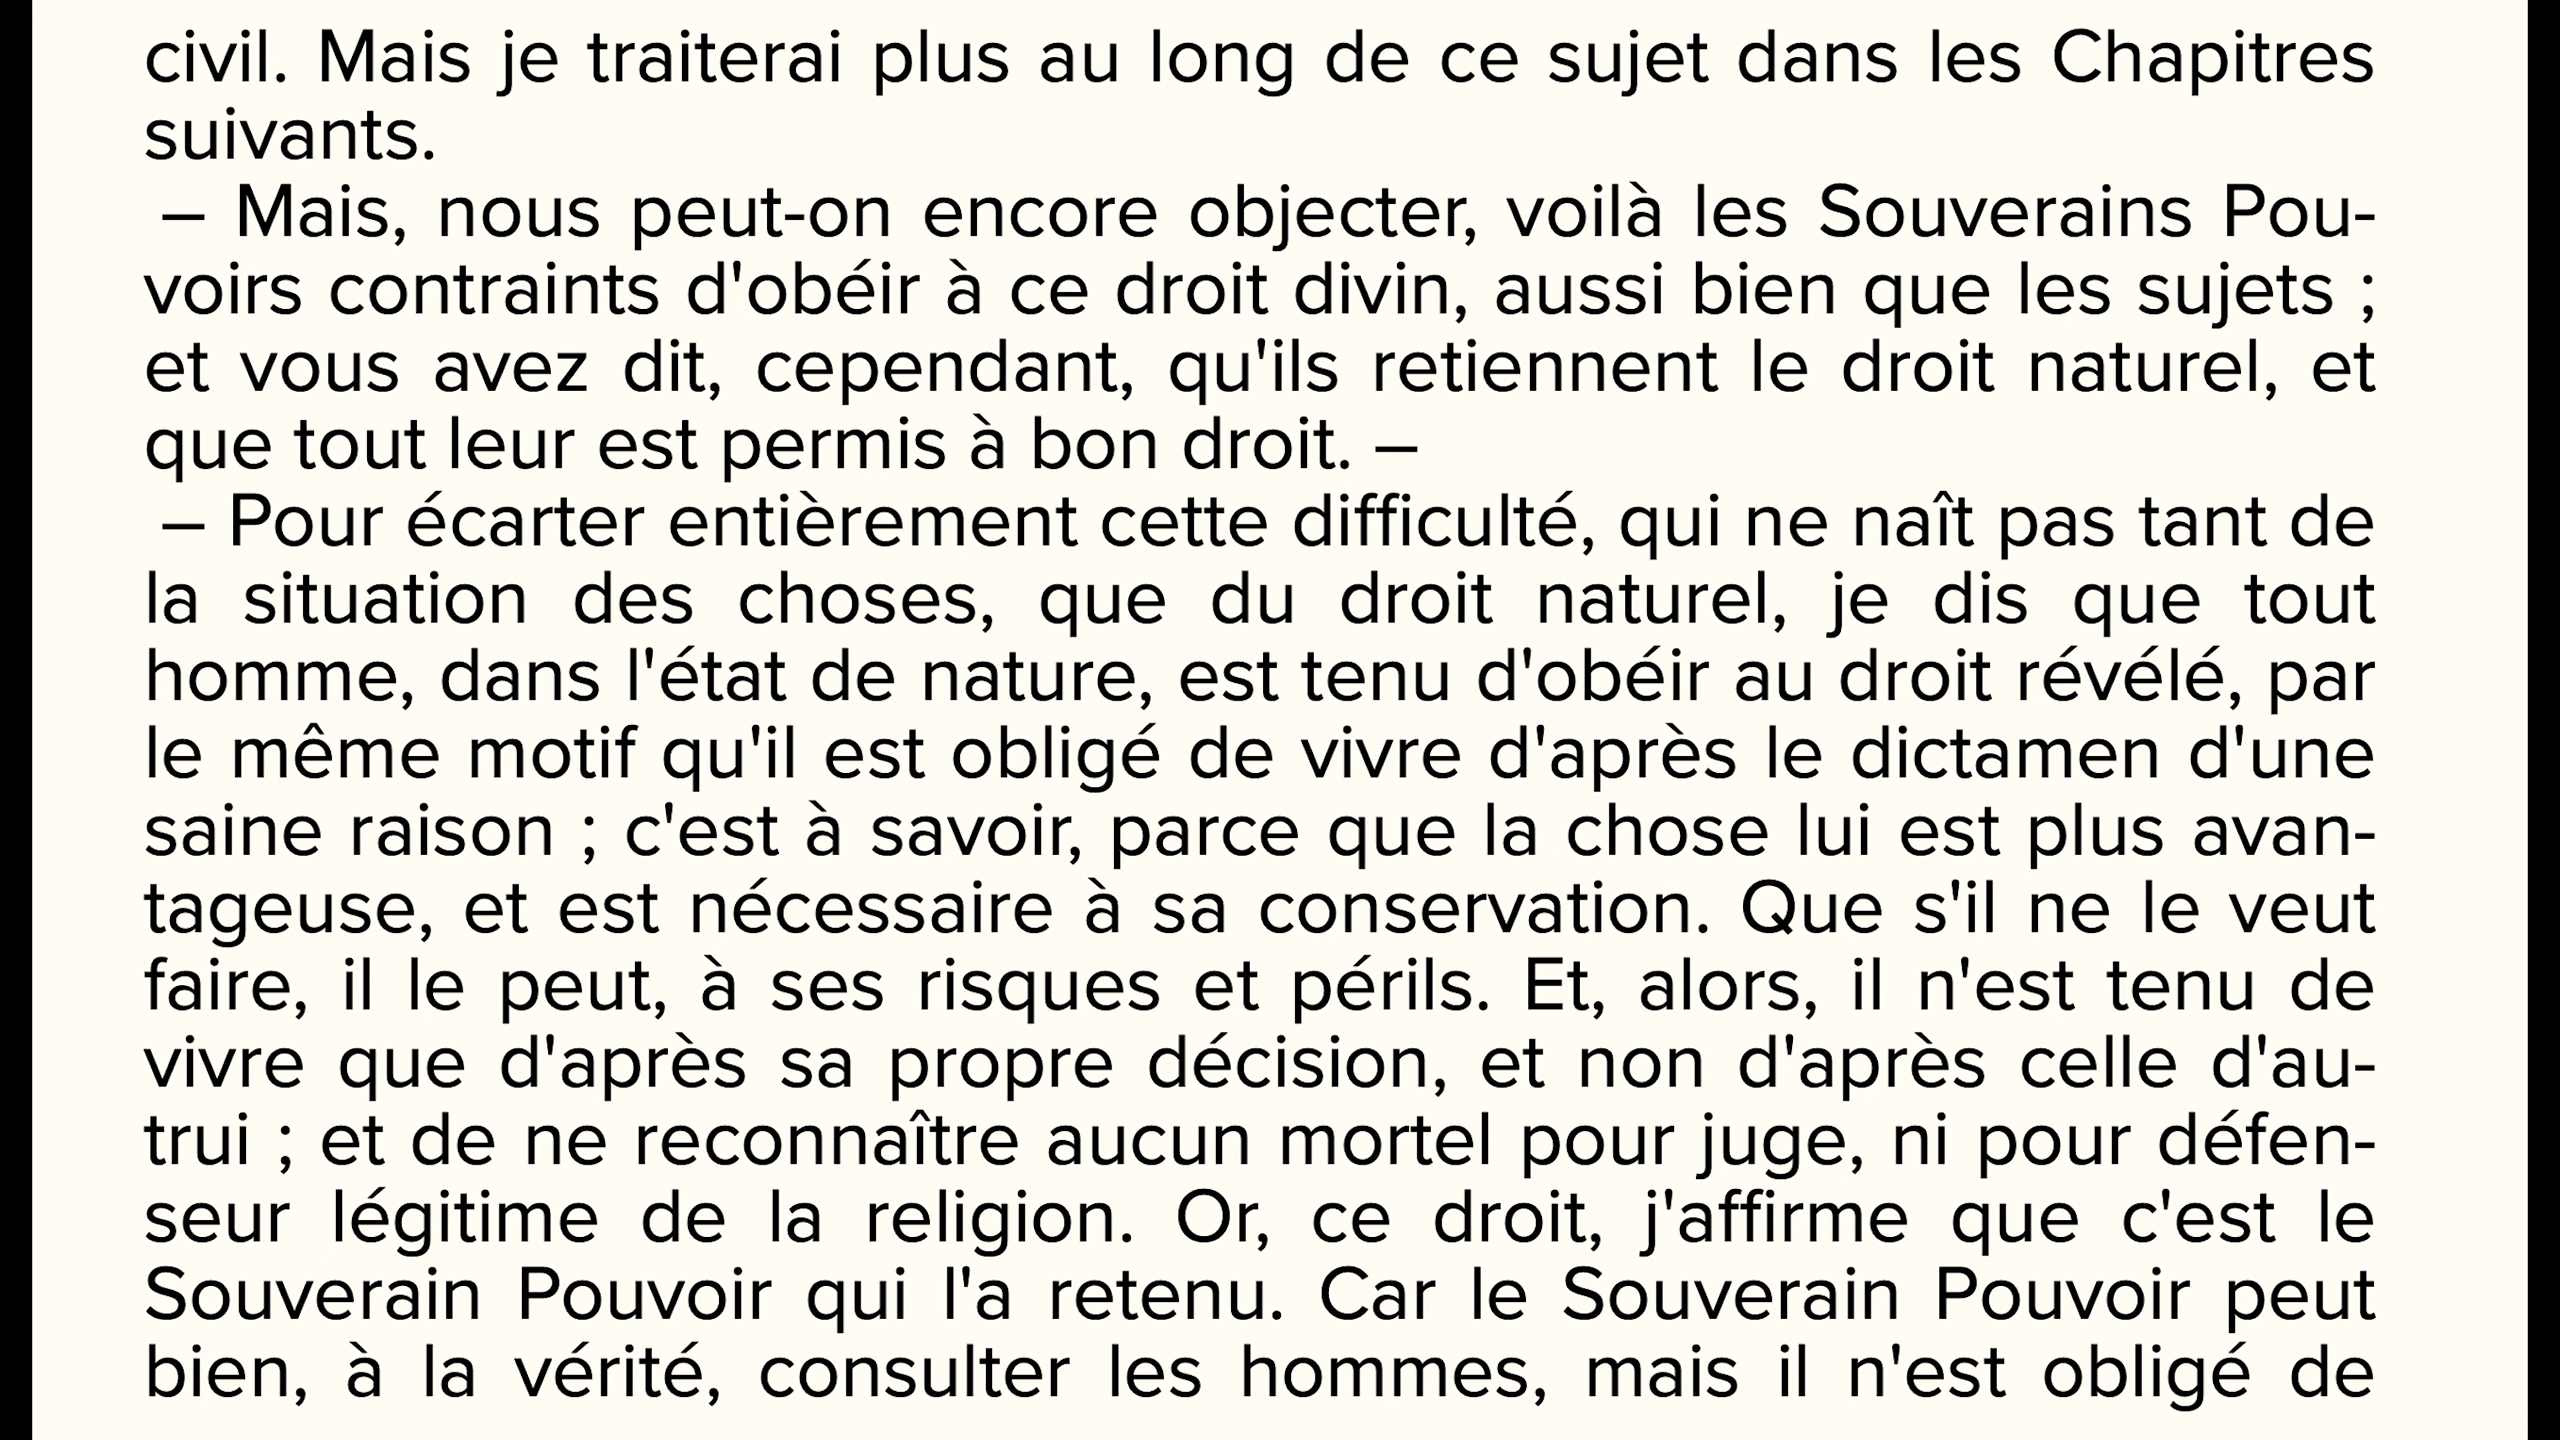 civil. Mais je traiterai plus au long de ce sujet dans les Chapitres
suivants.
– Mais, nous peut-on encore objecter, voilà les Souverains Pou-
voirs contraints d'obéir à ce droit divin, aussi bien que les sujets ;
et vous avez dit, cependant, qu'ils retiennent le droit naturel, et
que tout leur est permis à bon droit. –
– Pour écarter entièrement cette difficulté, qui ne naît pas tant de
la situation des choses, que du droit naturel, je dis que tout
homme, dans l'état de nature, est tenu d'obéir au droit révélé, par
le même motif qu'il est obligé de vivre d'après le dictamen d'une
saine raison ; c'est à savoir, parce que la chose lui est plus avan-
tageuse, et est nécessaire à sa conservation. Que s'il ne le veut
faire, il le peut, à ses risques et périls. Et, alors, il n'est tenu de
vivre que d'après sa propre décision, et non d'après celle d'au-
trui ; et de ne reconnaître aucun mortel pour juge, ni pour défen-
seur légitime de la religion. Or, ce droit, j'affirme que c'est le
Souverain Pouvoir qui l'a retenu. Car le Souverain Pouvoir peut
bien, à la vérité, consulter les hommes, mais il n'est obligé de